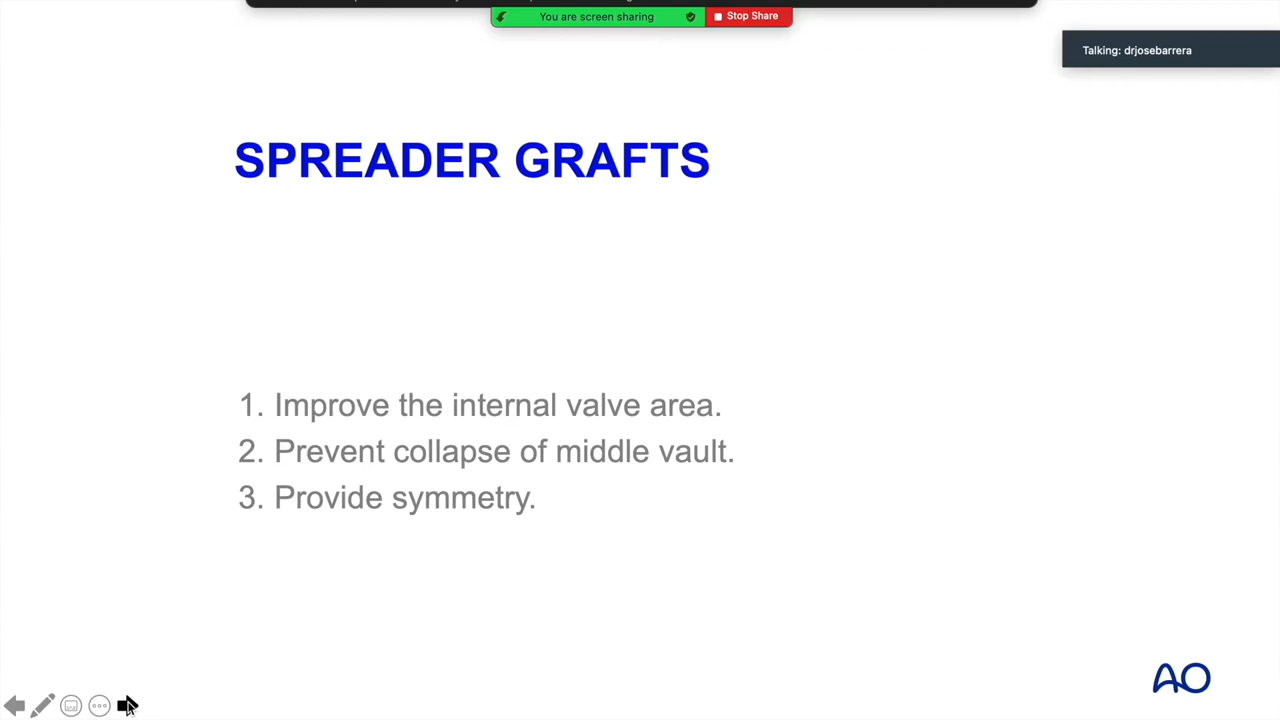 You are screen sharing
Stop Share
Talking: drjosebarrera
SPREADER GRAFTS
1. Improve the internal valve area.
2. Prevent collapse of middle vault.
3. Provide symmetry.
AO